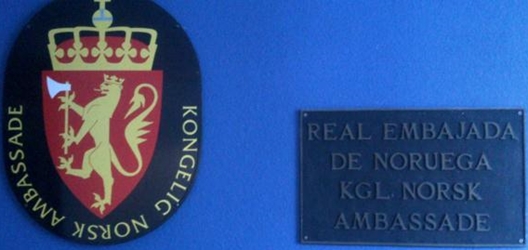 KONGELIG NORSK AMBASSADE
REAL EMBAJADA
DE NORUEGA
KGL. NORSK
AMBASSADE